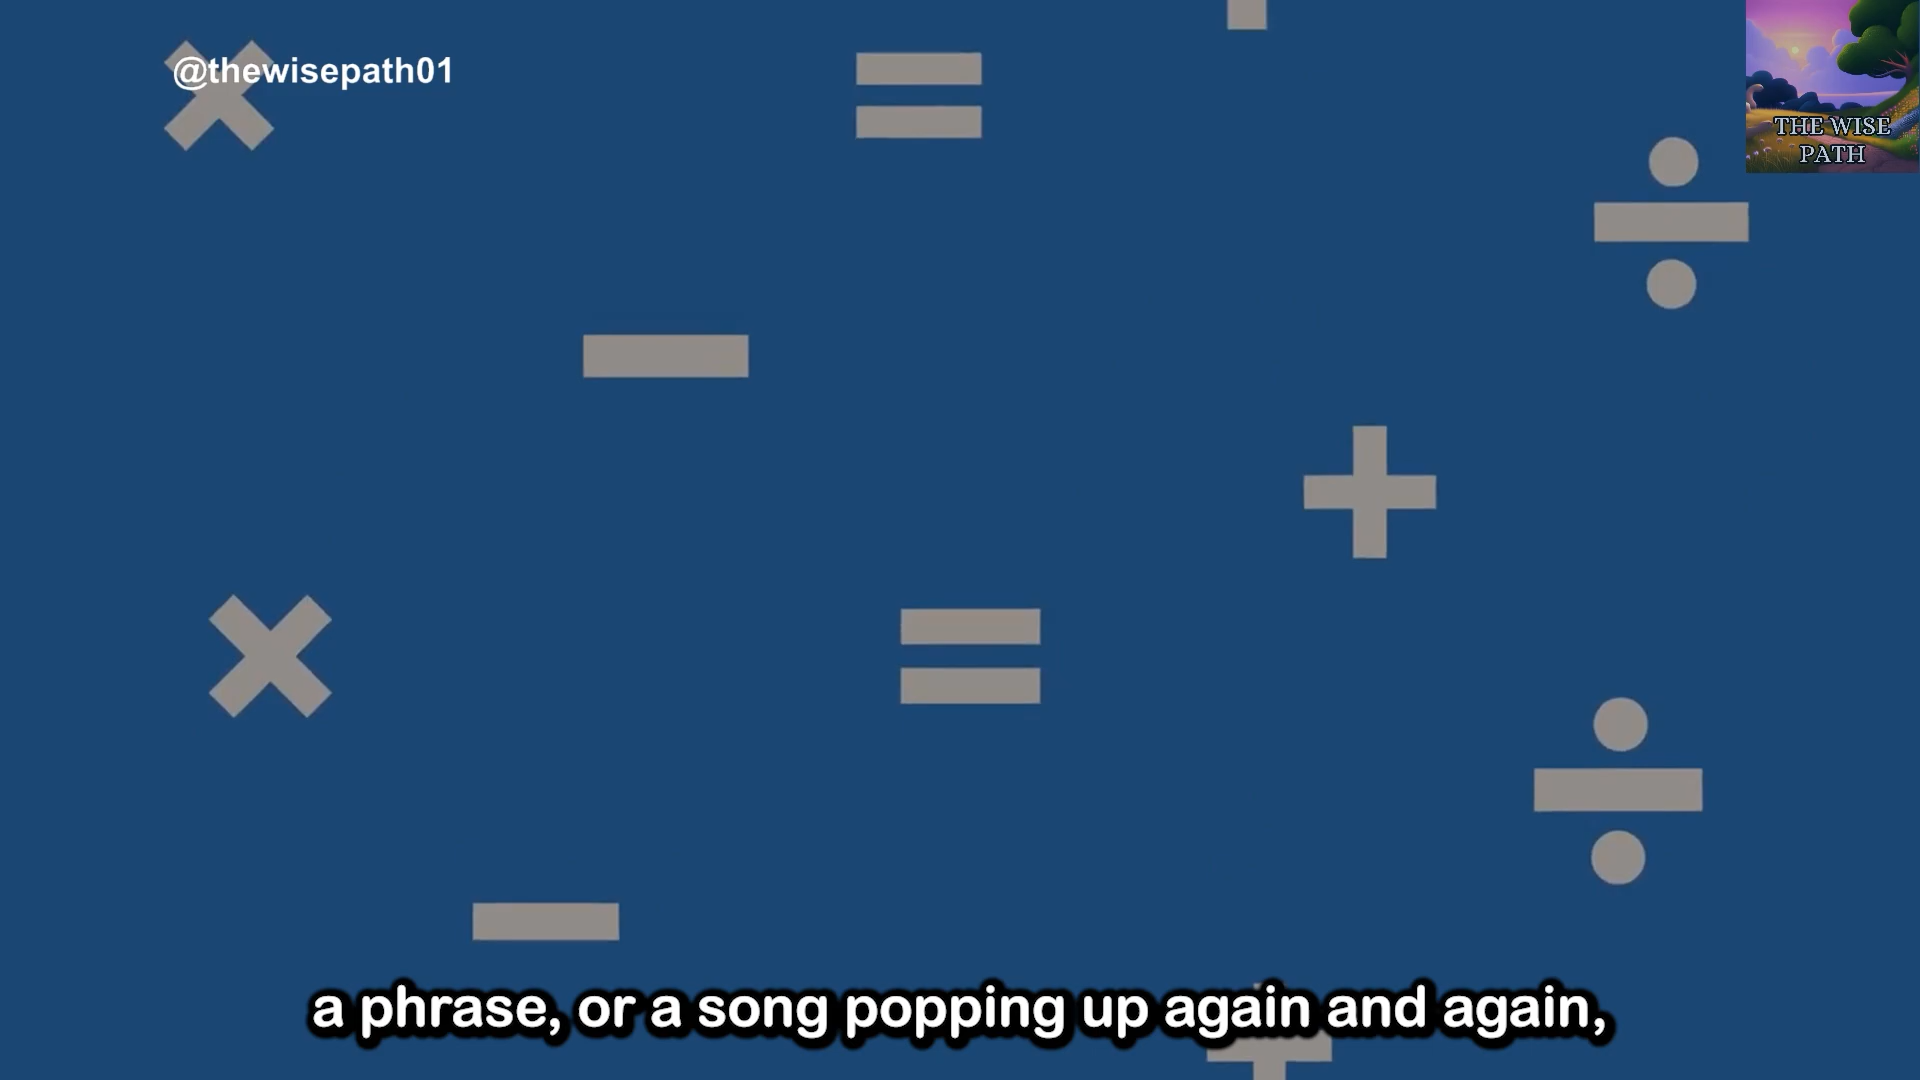 @thewisepath01
THE WISE
PATH
a phrase, or a song popping up again and again,